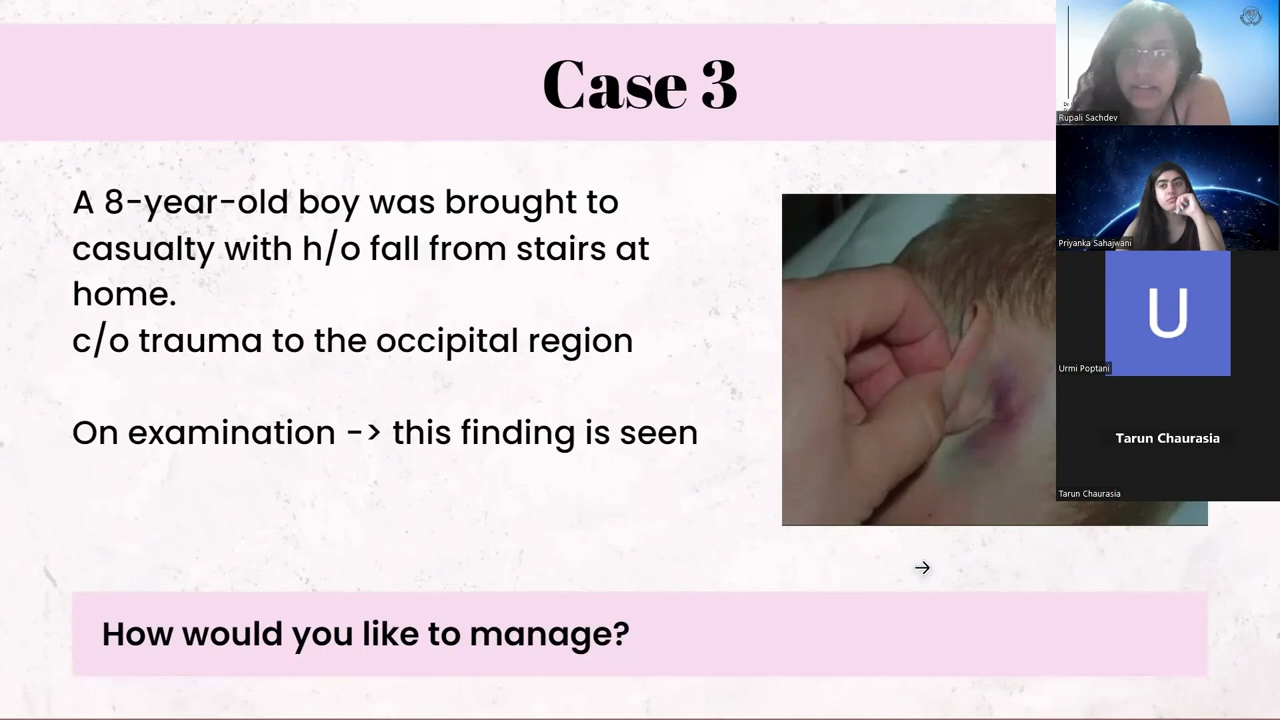 Case 3
A 8-year-old boy was brought to
casualty with h/o fall from stairs at
home.
c/o trauma to the occipital region
On examination -> this finding is seen
→
How would you like to manage?
Rupali Sachdev
Priyanka Sahajwani
U
Urmi Poptani
Tarun Chaurasia
Tarun Chaurasia